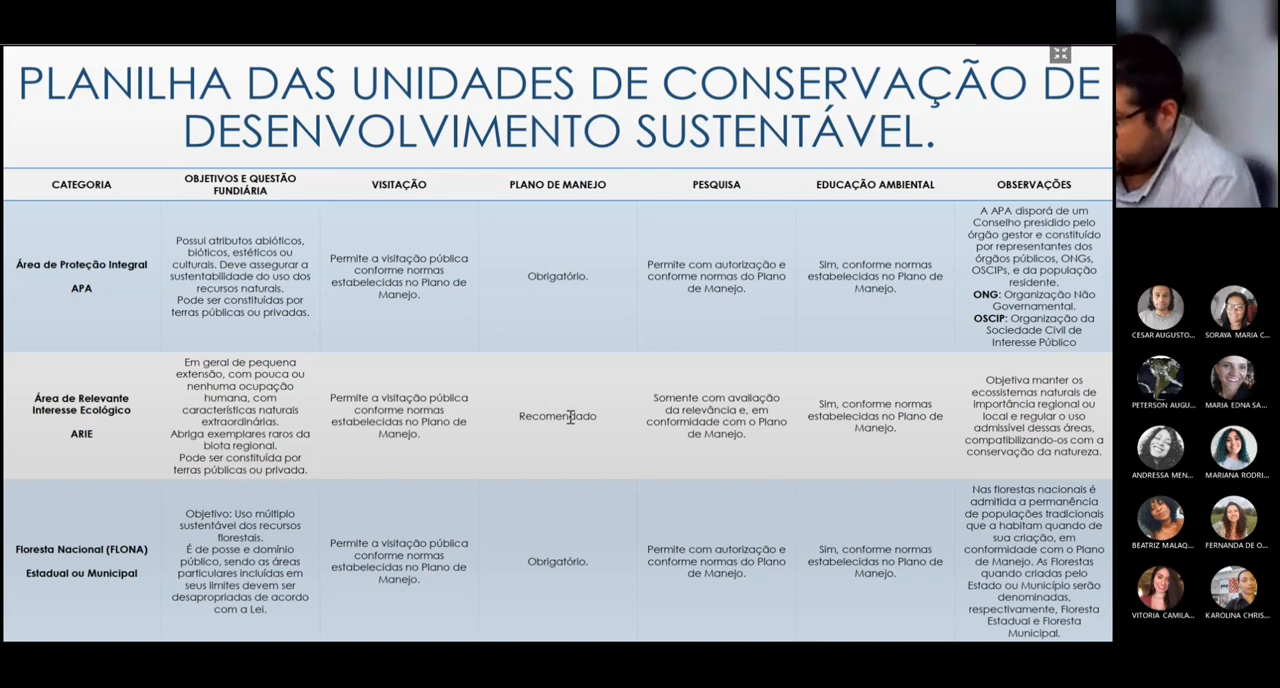 PLANILHA DAS UNIDADES DE CONSERVAÇÃO DE
DESENVOLVIMENTO SUSTENTÁVEL.
CATEGORIA
OBJETIVOS E QUESTÃO
FUNDIÁRIA
VISITAÇÃO
PLANO DE MANEJO
PESQUISA
EDUCAÇÃO AMBIENTAL
OBSERVAÇÕES
Área de Proteção Integral
APA
Possui atributos abióticos,
bióticos, estéticos ou
culturais. Deve assegurar a
sustentabilidade do uso dos
recursos naturais.
Pode ser constituídas por
terras públicas ou privadas.
Permite a visitação pública
conforme normas
estabelecidas no Plano de
Manejo.
Obrigatório.
Permite com autorização e
conforme normas do Plano
de Manejo.
Sim, conforme normas
estabelecidas no Plano de
Manejo.
A APA disporá de um
Conselho presidido pelo
órgão gestor e constituído
por representantes dos
órgãos públicos, ONGs,
OSCIPs, e da população
residente.
ONG: Organização Não
Governamental.
OSCIP: Organização da
Sociedade Civil de
Interesse Público
Área de Relevante
Interesse Ecológico
ARIE
Em geral de pequena
extensão, com pouca ou
nenhuma ocupação
humana, com
características naturais
extraordinárias.
Abriga exemplares raros da
biota regional.
Pode ser constituída por
terras públicas ou privada.
Permite a visitação pública
conforme normas
estabelecidas no Plano de
Manejo.
Recomendado
Somente com avaliação
da relevância e, em
conformidade com o Plano
de Manejo.
Sim, conforme normas
estabelecidas no Plano de
Manejo.
Objetiva manter os
ecossistemas naturais de
importância regional ou
local e regular o uso
admissível dessas áreas,
compatibilizando-os com a
conservação da natureza.
Floresta Nacional (FLONA)
Estadual ou Municipal
Objetivo: Uso múltiplo
sustentável dos recursos
florestais.
É de posse e domínio
público, sendo as áreas
particulares incluídas em
seus limites devem ser
desapropriadas de acordo
com a Lei.
Permite a visitação pública
conforme normas
estabelecidas no Plano de
Manejo.
Obrigatório.
Permite com autorização e
conforme normas do Plano
de Manejo.
Sim, conforme normas
estabelecidas no Plano de
Manejo.
Nas florestas nacionais é
admitida a permanência
de populações tradicionais
que a habitam quando de
sua criação, em
conformidade com o Plano
de Manejo. As Florestas
quando criadas pelo
Estado ou Município serão
denominadas,
respectivamente, Floresta
Estadual e Floresta
Municipal.
CESAR AUGUSTO...
SORAYA MARIA C...
PETERSON AUGU...
MARIA EDNA SA...
ANDRESSA MEN...
MARIANA RODRI...
BEATRIZ MALAQ...
FERNANDA DE O...
VITORIA CAMILA...
KAROLINA CHRIS...